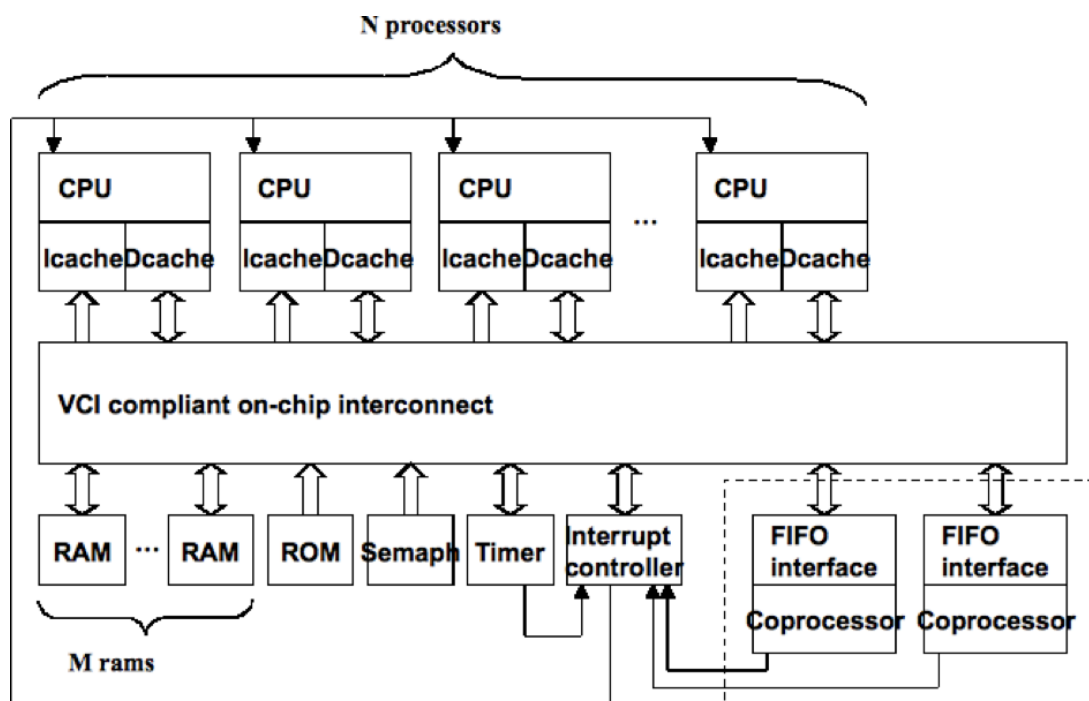 N processors
CPU
CPU
CPU
CPU
...
Icache Dcache
Icache Dcache
Icache Dcache
Icache Dcache
VCI compliant on-chip interconnect
RAM
...
RAM
ROM
Semaph
Timer
Interrupt
controller
FIFO
interface
FIFO
interface
Coprocessor
Coprocessor
M rams